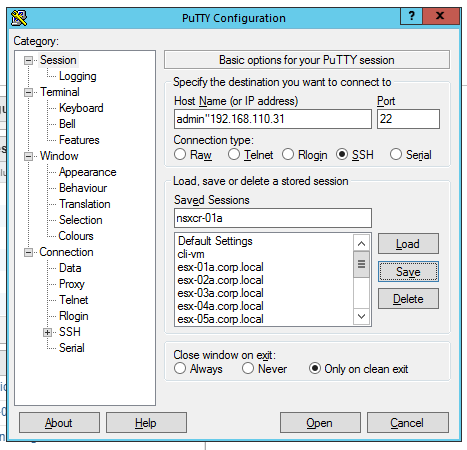 PuTTY Configuration
?
X
Category:
Session
Logging
Terminal
Keyboard
Bell
Features
Window
Appearance
Behaviour
Translation
Selection
Colours
Connection
Data
Proxy
Telnet
Rlogin
SSH
Serial
Basic options for your PuTTY session
Specify the destination you want to connect to
Host Name (or IP address) Port
admin"192.168.110.31 22
Connection type:
Raw Telnet Rlogin SSH Serial
Load, save or delete a stored session
Saved Sessions
nsxcr-01a
Default Settings
cli-vm
esx-01a.corp.local
esx-02a.corp.local
esx-03a.corp.local
esx-04a.corp.local
esx-05a.corp.local
Load
Save
Delete
Close window on exit:
Always Never Only on clean exit
About Help Open Cancel